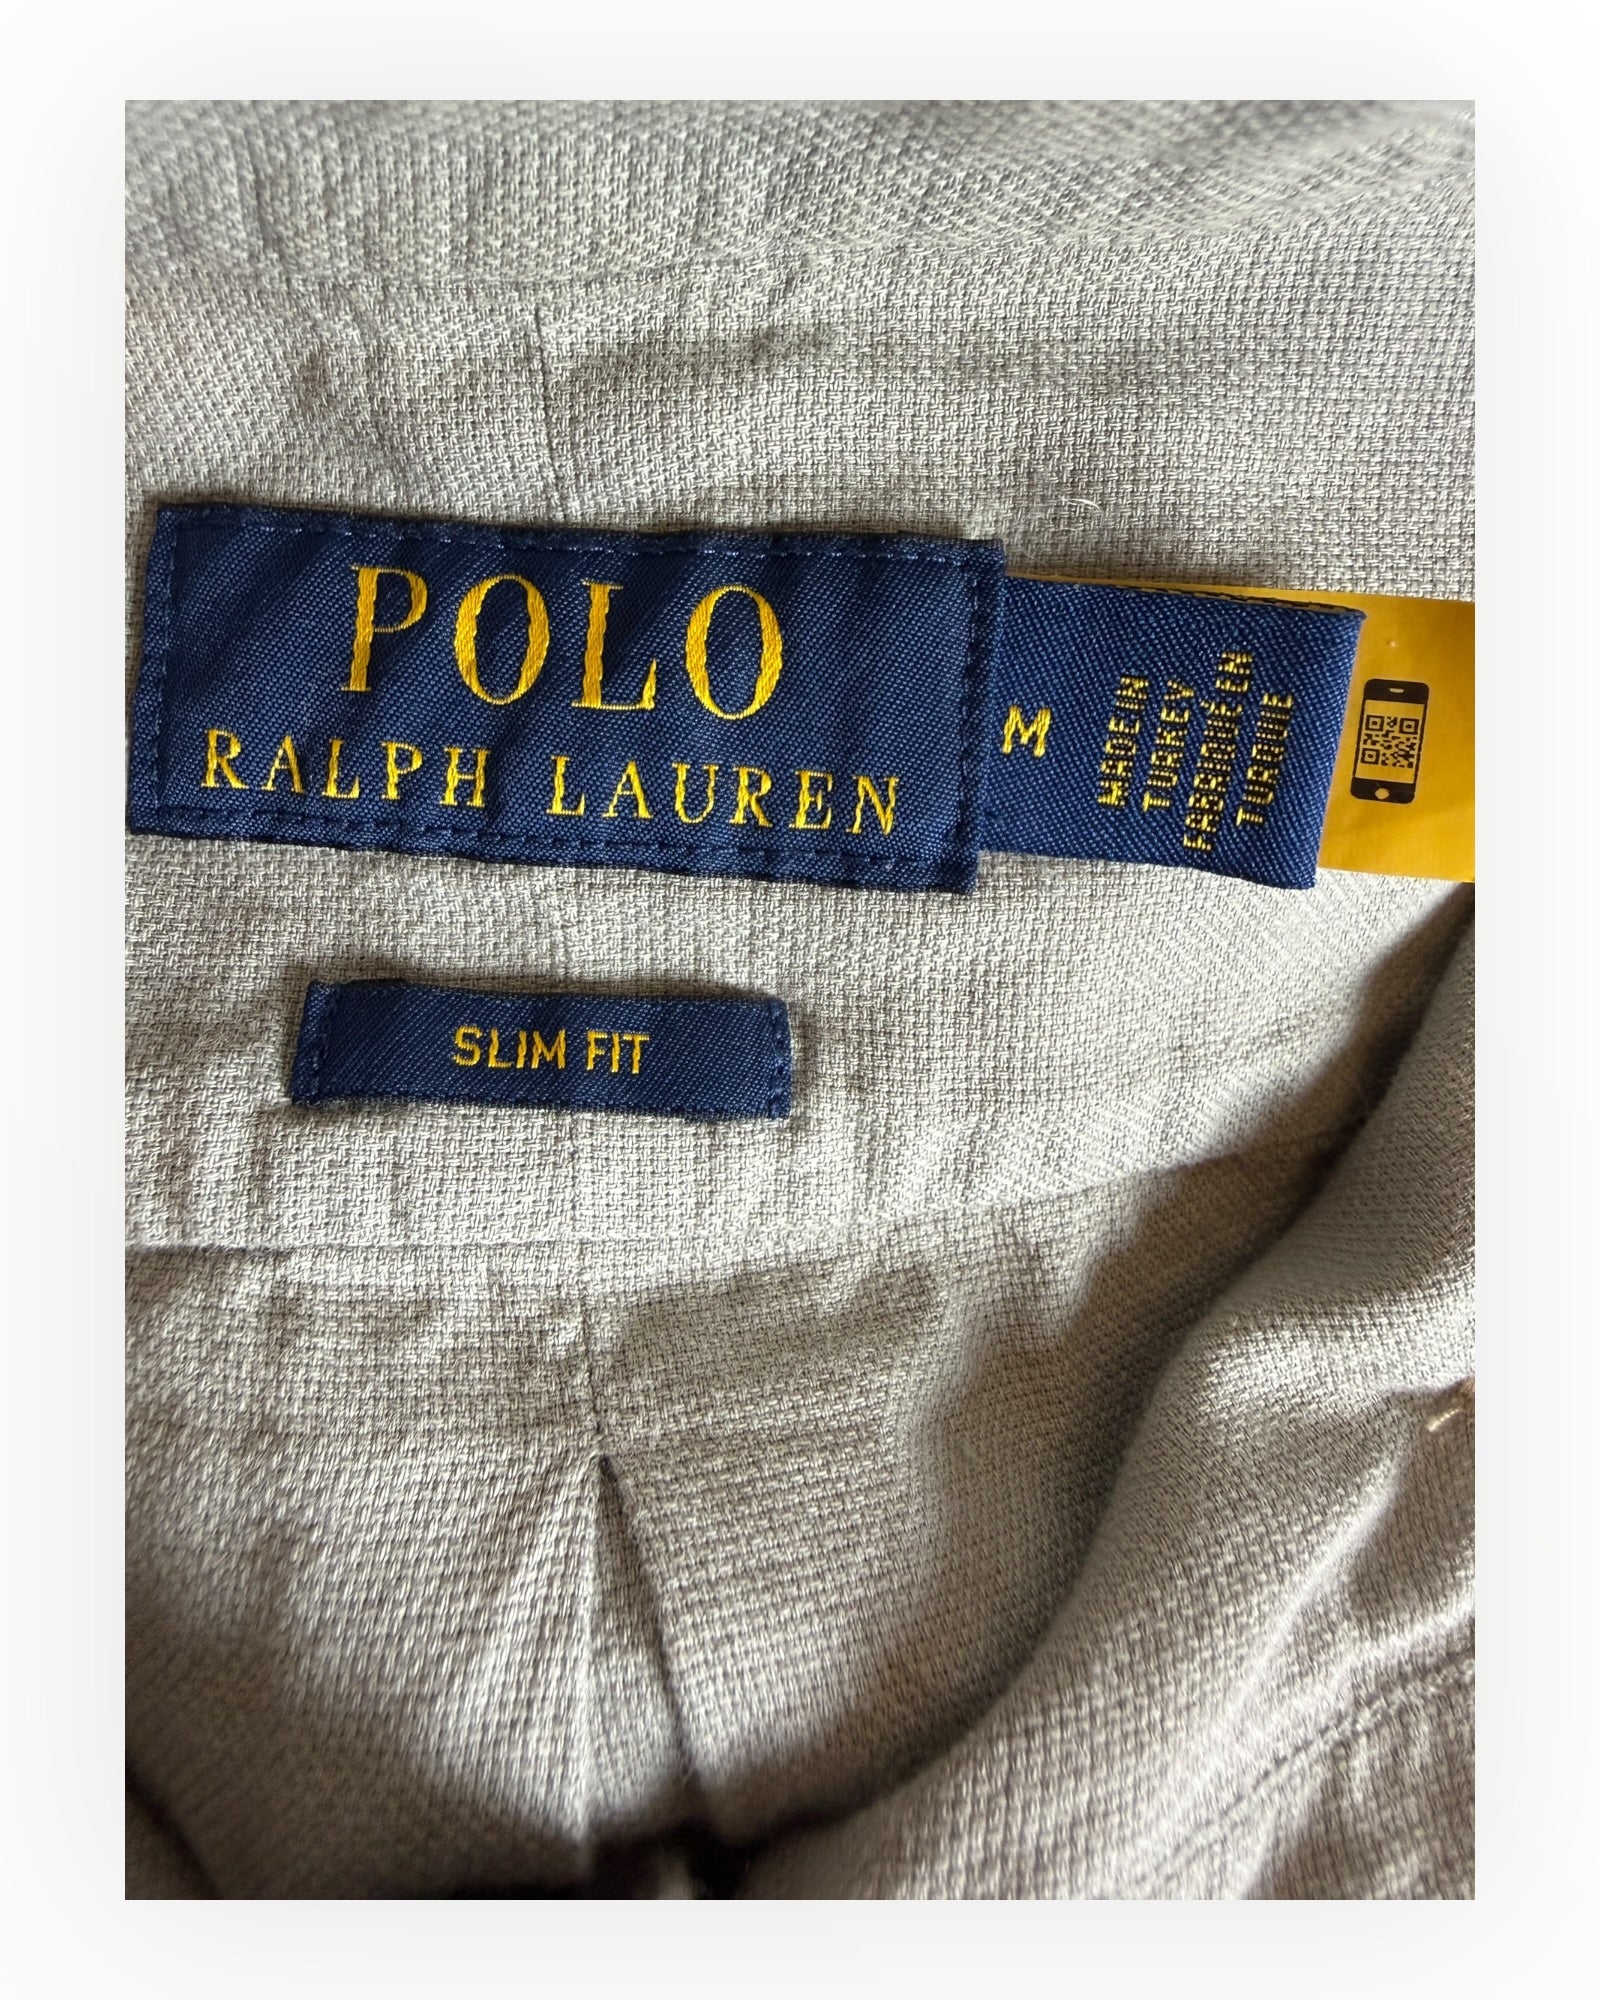 POLO
RALPH LAUREN
M
MADE IN
TURKEY
FABRIQUÉ EN
TURQUIE
SLIM FIT